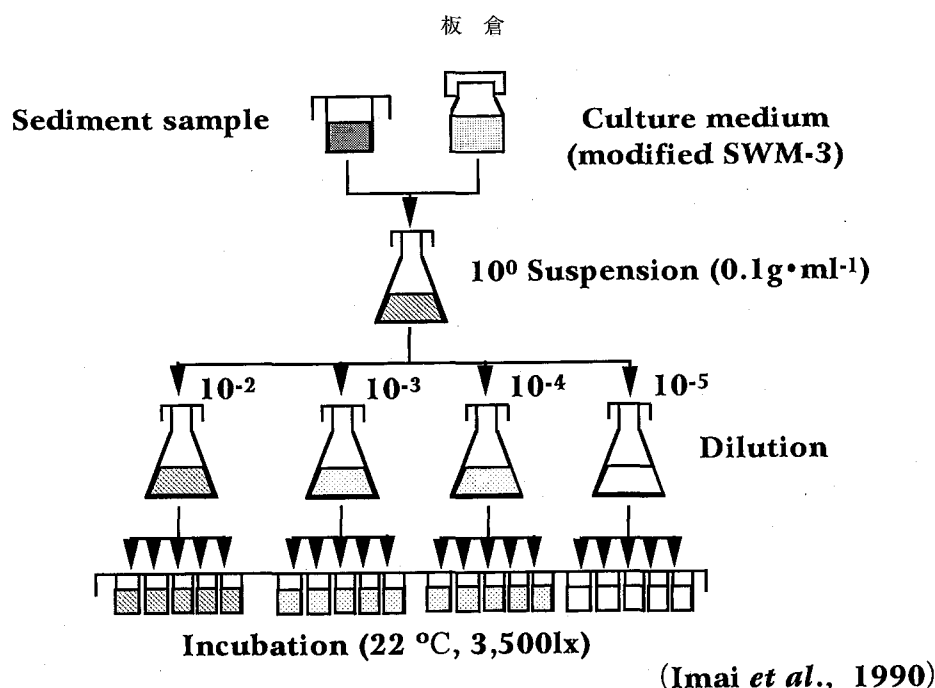 板倉
Sediment sample
Culture medium
(modified SWM-3)
10⁰ Suspension (0.1g•ml⁻¹)
10⁻² 10⁻³ 10⁻⁴ 10⁻⁵
Dilution
Incubation (22 °C, 3,500lx)
(Imai et al., 1990)